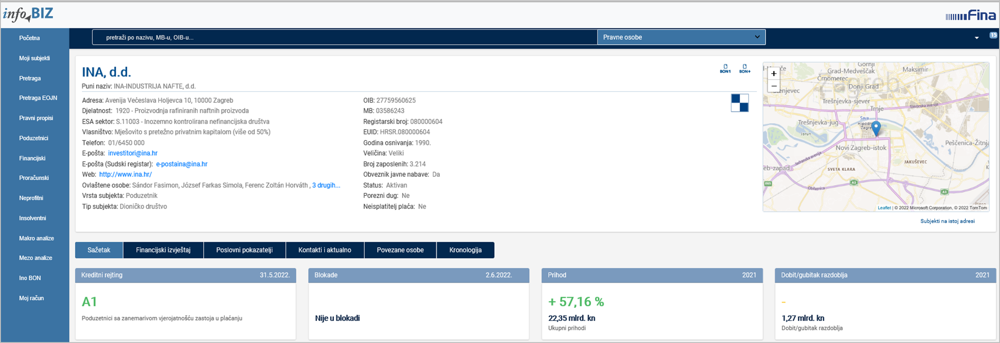 info.BIZ
Fina
Početna
Moji subjekti
Pretraga
Pretraga EOJN
Pravni propisi
Poduzetnici
Financijski
Proračunski
Neprofitni
Insolventni
Makro analize
Mezo analize
Ino BON
Moj račun
pretraži po nazivu, MB-u, OIB-u...
Pravne osobe
15
INA, d.d.
BON1
BON+
Puni naziv: INA-INDUSTRIJA NAFTE, d.d.
Adresa: Avenija Većeslava Holjevca 10, 10000 Zagreb
Djelatnost: 1920 - Proizvodnja rafiniranih naftnih proizvoda
ESA sektor: S.11003 - Inozemno kontrolirana nefinancijska društva
Vlasništvo: Mješovito s pretežno privatnim kapitalom (više od 50%)
Telefon: 01/6450 000
E-pošta: investitori@ina.hr
E-pošta (Sudski registar): e-postaina@ina.hr
Web: http://www.ina.hr/
Ovlaštene osobe: Sándor Fasimon, József Farkas Simola, Ferenc Zoltán Horváth , 3 drugih...
Vrsta subjekta: Poduzetnik
Tip subjekta: Dioničko društvo
OIB: 27759560625
MB: 03586243
Registarski broj: 080000604
EUID: HRSR.080000604
Godina osnivanja: 1990.
Veličina: Veliki
Broj zaposlenih: 3.214
Obveznik javne nabave: Da
Status: Aktivan
Porezni dug: Ne
Neisplatitelj plaća: Ne
+
−
Gornji
Grad-Medveščak
Maksimir
Črnomerec
Zagreb
Donji Grad
Stenjevec
Trešnjevka-sjever
Trnje
Slavonska avenija
Sava
Trešnjevka-jug
Jarun
Peščenica-Žitnja
Novi Zagreb-istok
Jadranska avenija
JAKUŠEVEC
eb-zapad
SVETA KLARA
E65
A3
Obilaznica
A3
Pleso
Leaflet | © 2022 Microsoft Corporation, © 2022 TomTom
Subjekti na istoj adresi
Sažetak
Financijski izvještaj
Poslovni pokazatelji
Kontakti i aktualno
Povezane osobe
Kronologija
Kreditni rejting 31.5.2022.
A1
Poduzetnici sa zanemarivom vjerojatnošću zastoja u plaćanju
Blokade 2.6.2022.
Nije u blokadi
Prihod 2021
+ 57,16 %
22,35 mlrd. kn
Ukupni prihodi
Dobit/gubitak razdoblja 2021
-
1,27 mlrd. kn
Dobit/gubitak razdoblja